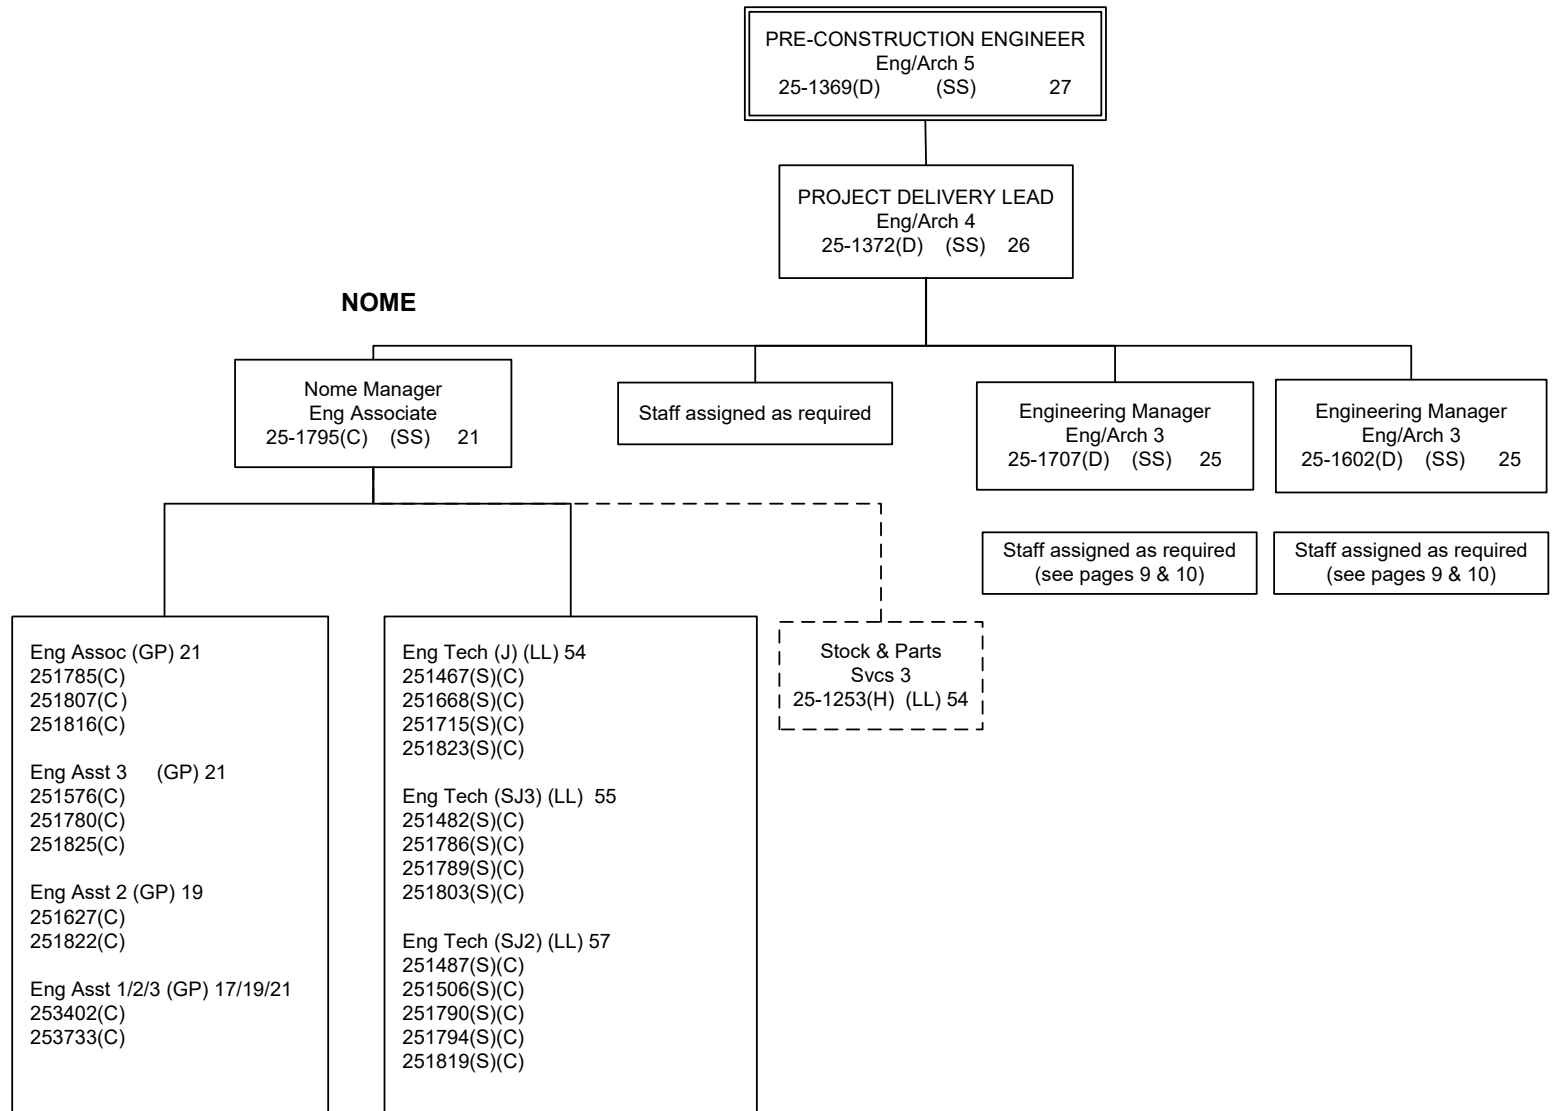 PRE-CONSTRUCTION ENGINEER
Eng/Arch 5
25-1369(D) (SS) 27
PROJECT DELIVERY LEAD
Eng/Arch 4
25-1372(D) (SS) 26
NOME
Nome Manager
Eng Associate
25-1795(C) (SS) 21
Staff assigned as required
Engineering Manager
Eng/Arch 3
25-1707(D) (SS) 25
Engineering Manager
Eng/Arch 3
25-1602(D) (SS) 25
Staff assigned as required
(see pages 9 & 10)
Staff assigned as required
(see pages 9 & 10)
Eng Assoc (GP) 21
251785(C)
251807(C)
251816(C)
Eng Asst 3 (GP) 21
251576(C)
251780(C)
251825(C)
Eng Asst 2 (GP) 19
251627(C)
251822(C)
Eng Asst 1/2/3 (GP) 17/19/21
253402(C)
253733(C)
Eng Tech (J) (LL) 54
251467(S)(C)
251668(S)(C)
251715(S)(C)
251823(S)(C)
Eng Tech (SJ3) (LL) 55
251482(S)(C)
251786(S)(C)
251789(S)(C)
251803(S)(C)
Eng Tech (SJ2) (LL) 57
251487(S)(C)
251506(S)(C)
251790(S)(C)
251794(S)(C)
251819(S)(C)
Stock & Parts
Svcs 3
25-1253(H) (LL) 54